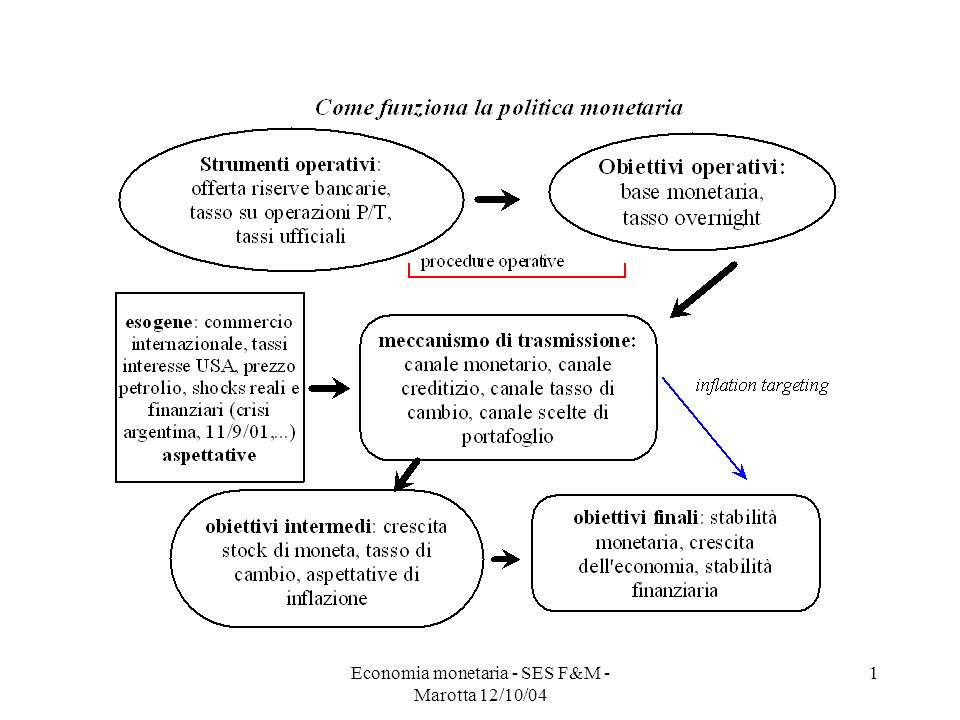 Come funziona la politica monetaria
Strumenti operativi:
offerta riserve bancarie,
tasso su operazioni P/T,
tassi ufficiali
Obiettivi operativi:
base monetaria,
tasso overnight
procedure operative
esogene: commercio
internazionale, tassi
interesse USA, prezzo
petrolio, shocks reali e
finanziari (crisi
argentina, 11/9/01,...)
aspettative
meccanismo di trasmissione:
canale monetario, canale
creditizio, canale tasso di
cambio, canale scelte di
portafoglio
inflation targeting
obiettivi intermedi: crescita
stock di moneta, tasso di
cambio, aspettative di
inflazione
obiettivi finali: stabilità
monetaria, crescita
dell'economia, stabilità
finanziaria
Economia monetaria - SES F&M -
Marotta 12/10/04
1